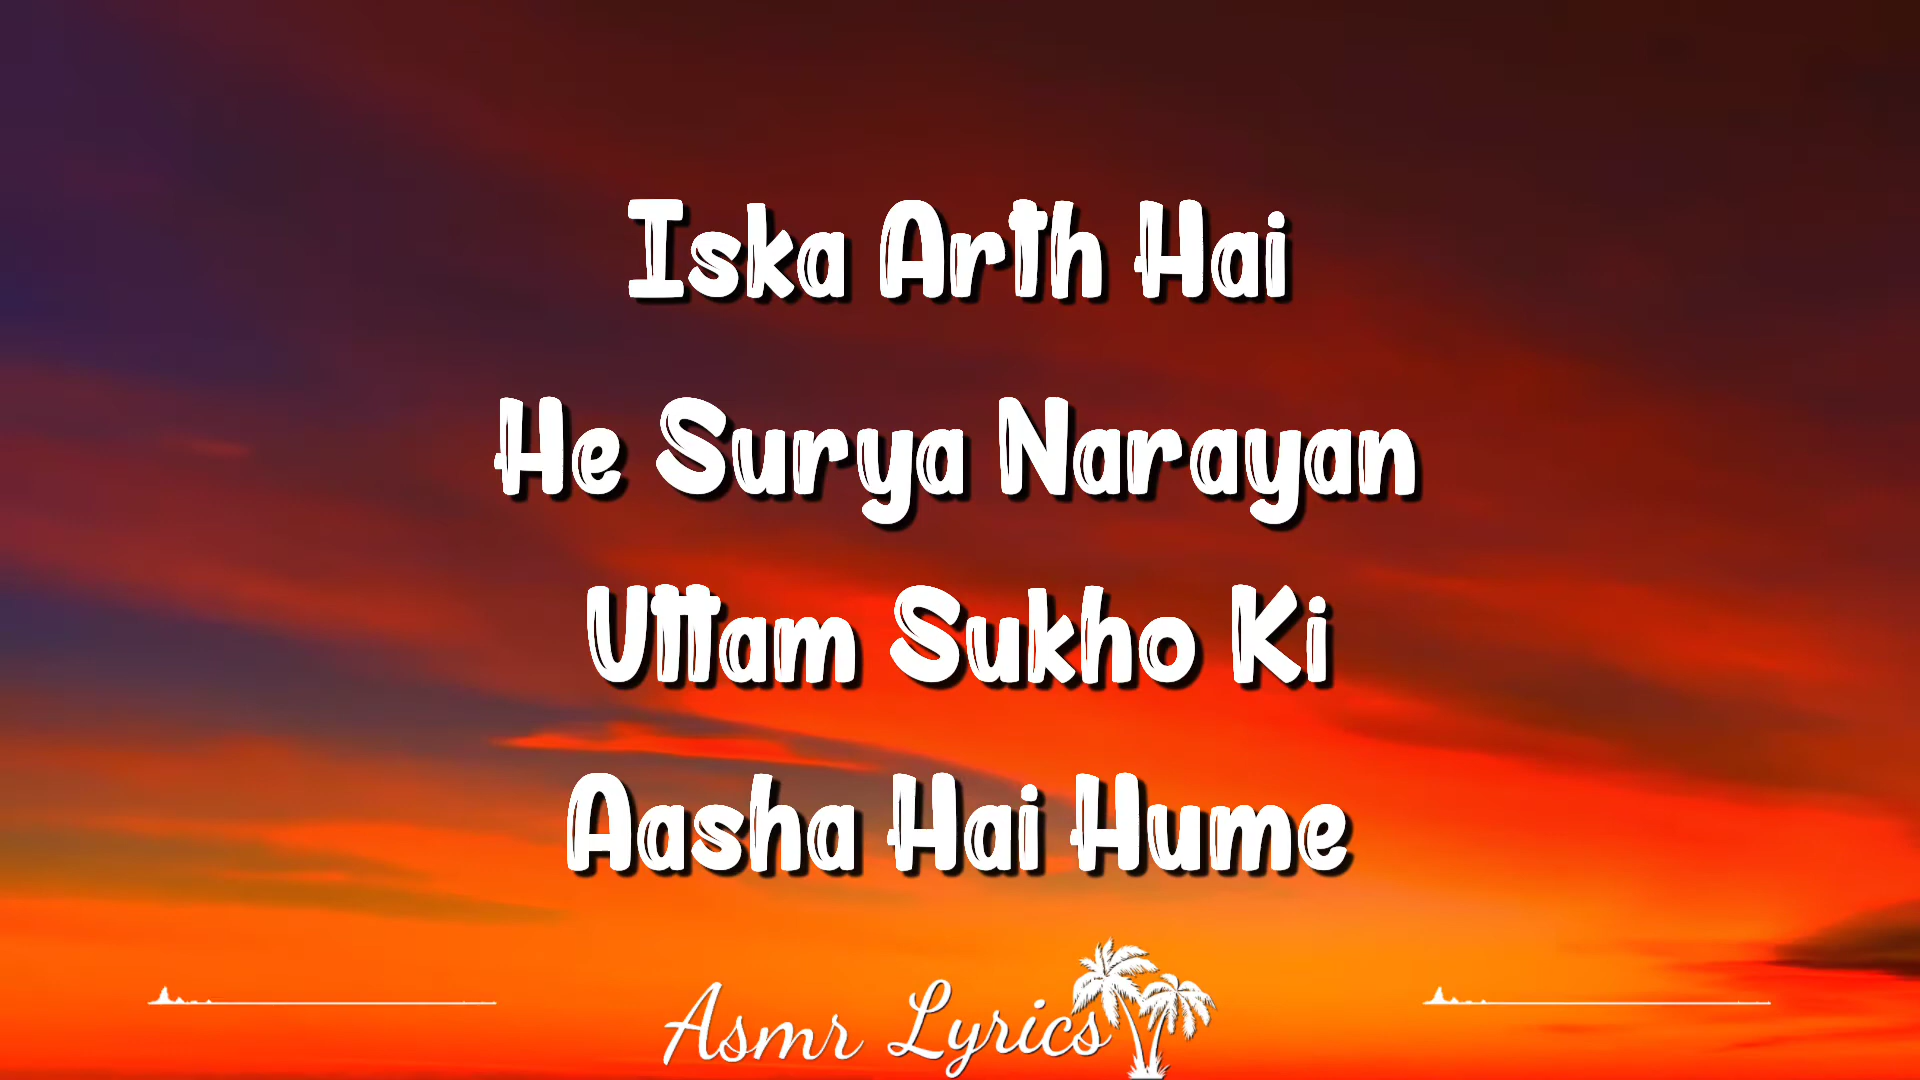 Iska Arth Hai
He Surya Narayan
Uttam Sukho Ki
Aasha Hai Hume
Asmr Lyrics